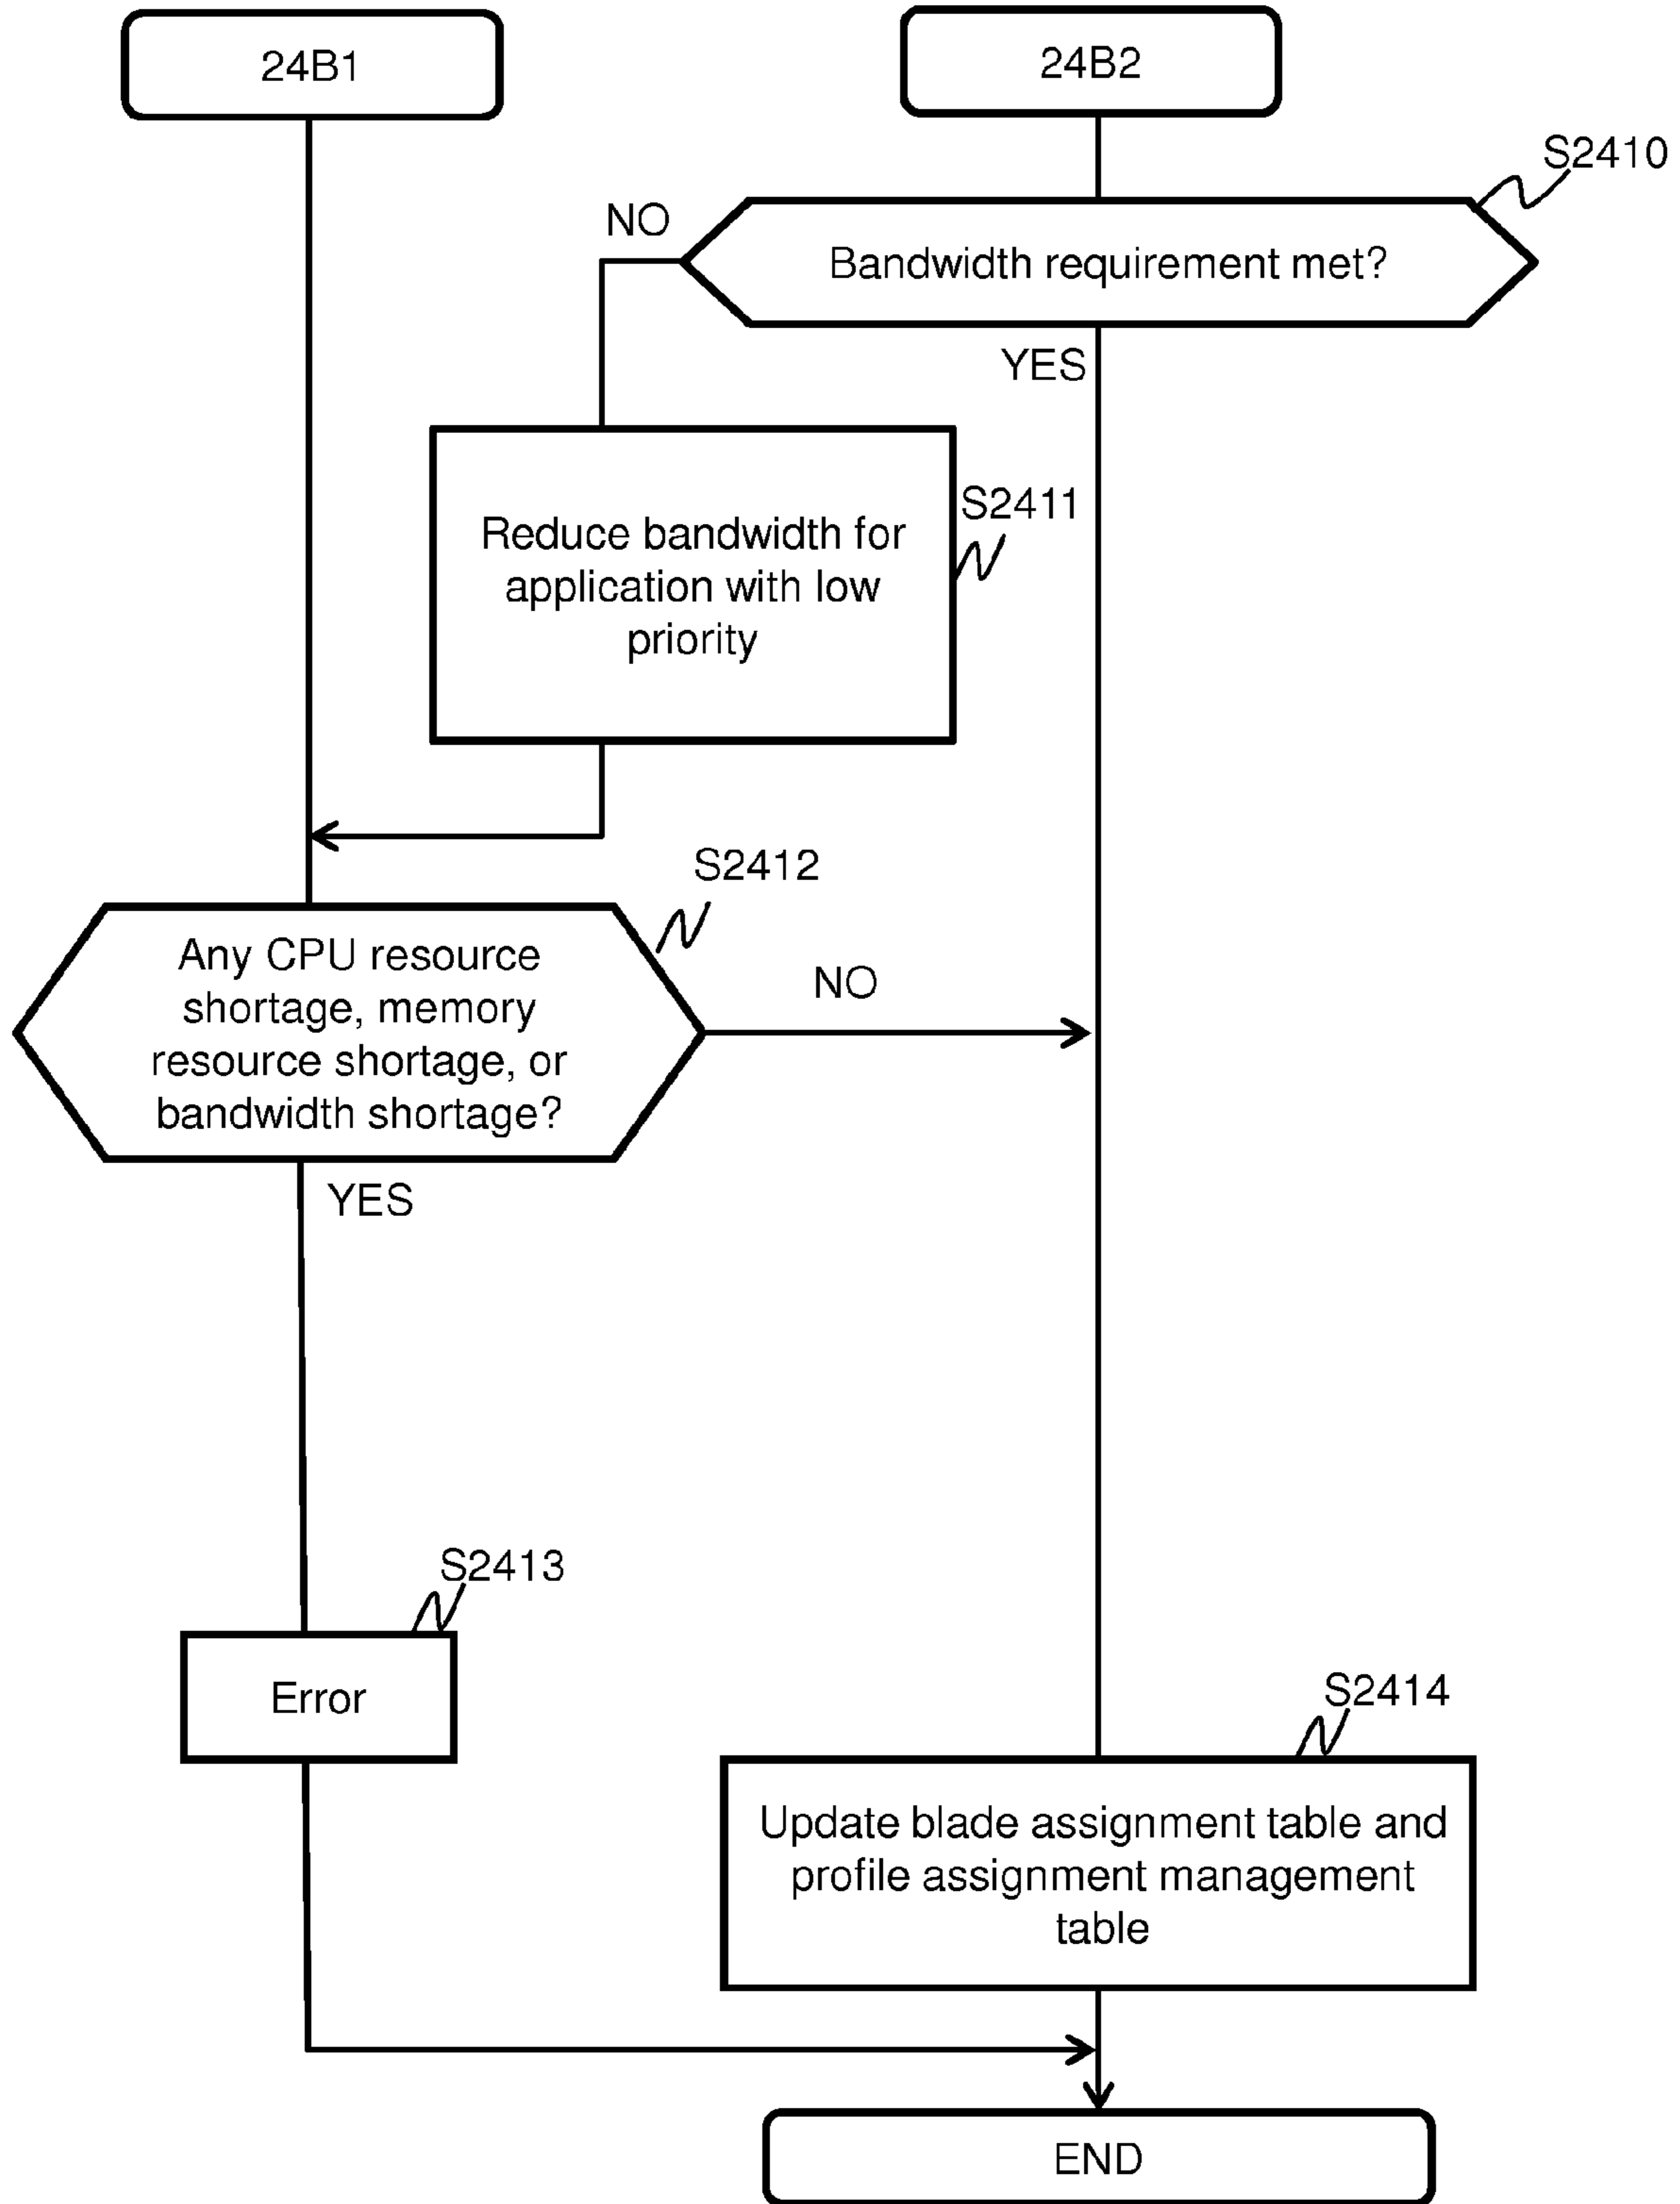 24B1
24B2
S2410
NO
Bandwidth requirement met?
YES
S2411
Reduce bandwidth for
application with low
priority
S2412
Any CPU resource
shortage, memory
resource shortage, or
bandwidth shortage?
NO
YES
S2413
Error
S2414
Update blade assignment table and
profile assignment management
table
END